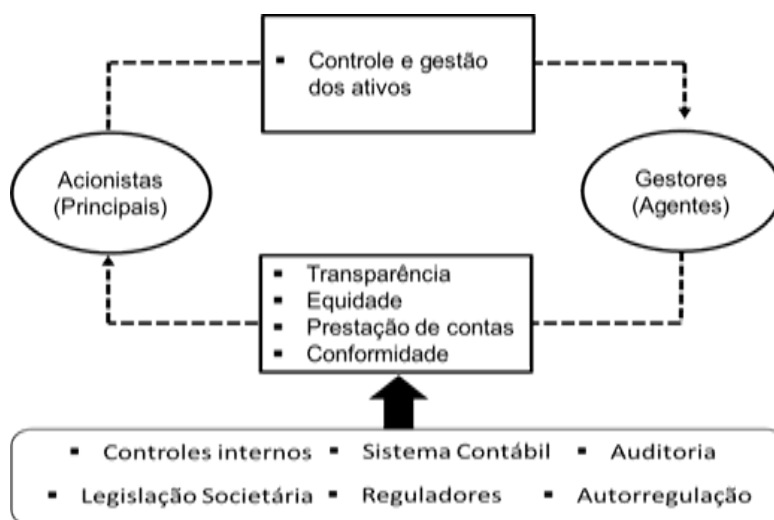 ▪ Controle e gestão
dos ativos
Acionistas
(Principais)
Gestores
(Agentes)
▪ Transparência
▪ Equidade
▪ Prestação de contas
▪ Conformidade
▪ Controles internos ▪ Sistema Contábil ▪ Auditoria
▪ Legislação Societária ▪ Reguladores ▪ Autorregulação